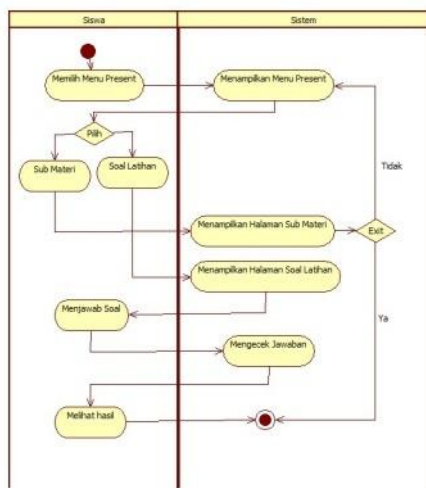 Siswa
Sistem
Memilih Menu Present
Menampilkan Menu Present
Pilih
Sub Materi
Soal Latihan
Tidak
Menampilkan Halaman Sub Materi
Exit
Menampilkan Halaman Soal Latihan
Menjawab Soal
Ya
Mengecek Jawaban
Melihat hasil